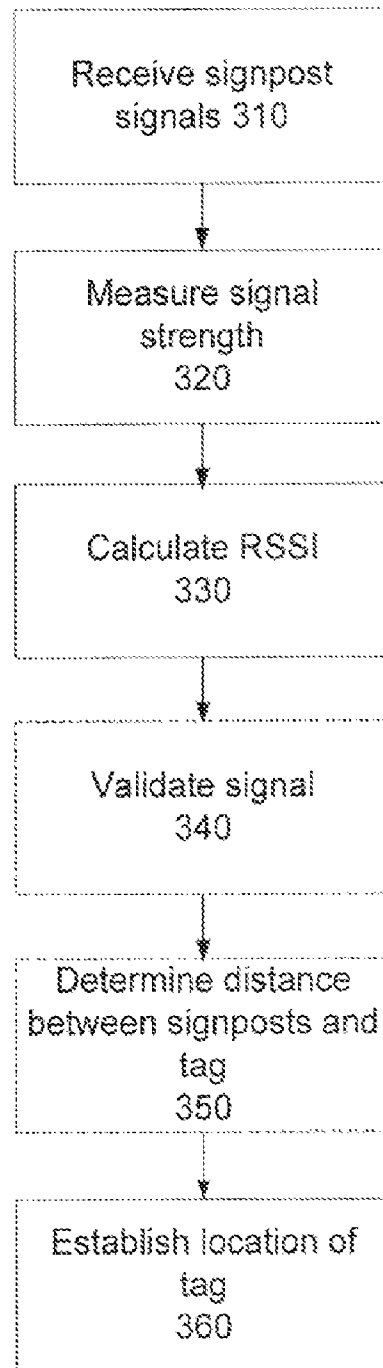 Receive signpost
signals 310
Measure signal
strength
320
Calculate RSSI
330
Validate signal
340
Determine distance
between signposts and
tag
350
Establish location of
tag
360